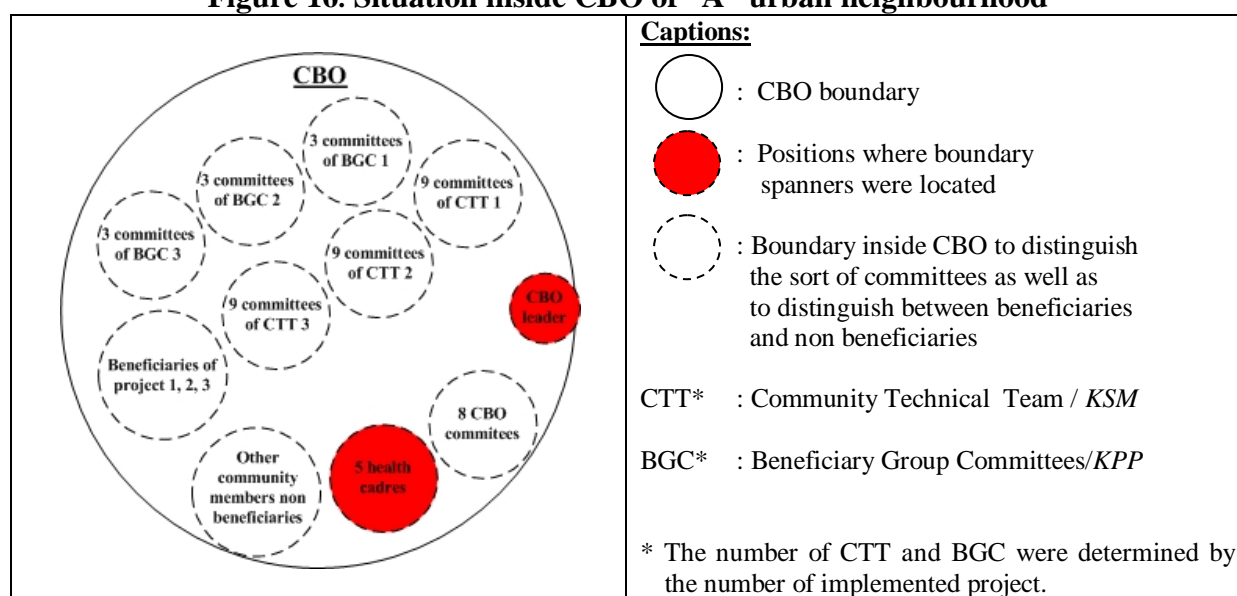 Figure 16. Situation inside CBO of "A" urban neighbourhood
CBO
3 committees
of BGC 1
3 committees
of BGC 2
9 committees
of CTT 1
3 committees
of BGC 3
9 committees
of CTT 2
9 committees
of CTT 3
CBO
leader
Beneficiaries of
project 1, 2, 3
8 CBO
commitees
Other
community
members non
beneficiaries
5 health
cadres
Captions:
: CBO boundary
: Positions where boundary
spanners were located
: Boundary inside CBO to distinguish
the sort of committees as well as
to distinguish between beneficiaries
and non beneficiaries
CTT* : Community Technical Team / KSM
BGC* : Beneficiary Group Committees/KPP
* The number of CTT and BGC were determined by
the number of implemented project.